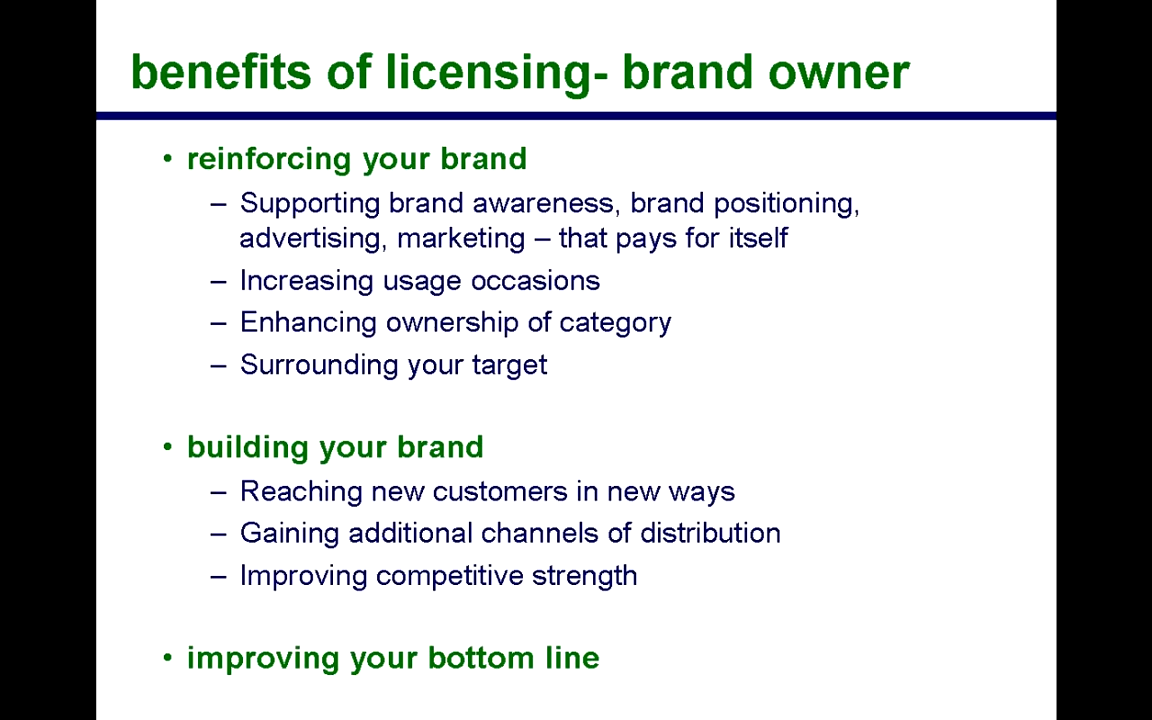 benefits of licensing- brand owner
• reinforcing your brand
– Supporting brand awareness, brand positioning,
advertising, marketing – that pays for itself
– Increasing usage occasions
– Enhancing ownership of category
– Surrounding your target
• building your brand
– Reaching new customers in new ways
– Gaining additional channels of distribution
– Improving competitive strength
• improving your bottom line